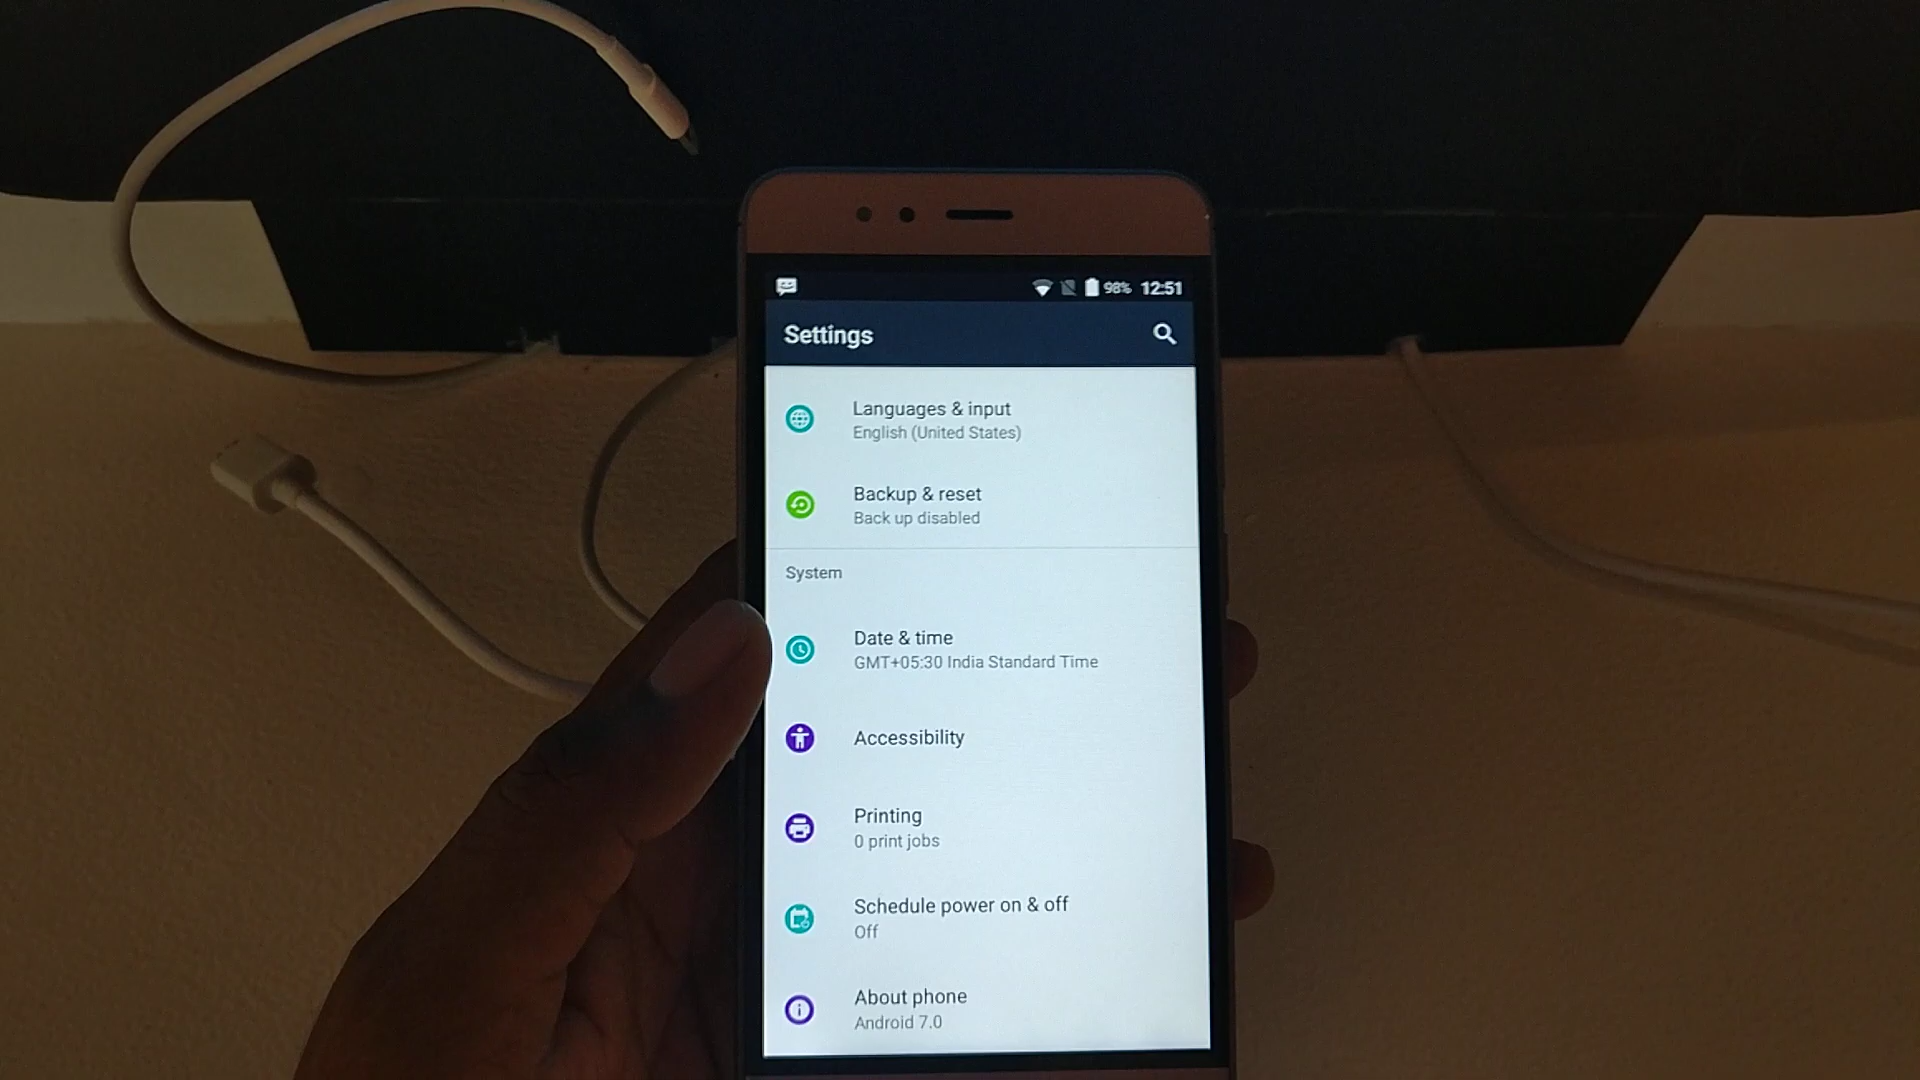 98% 12:51
Settings
Languages & input
English (United States)
Backup & reset
Back up disabled
System
Date & time
GMT+05:30 India Standard Time
Accessibility
Printing
0 print jobs
Schedule power on & off
Off
About phone
Android 7.0